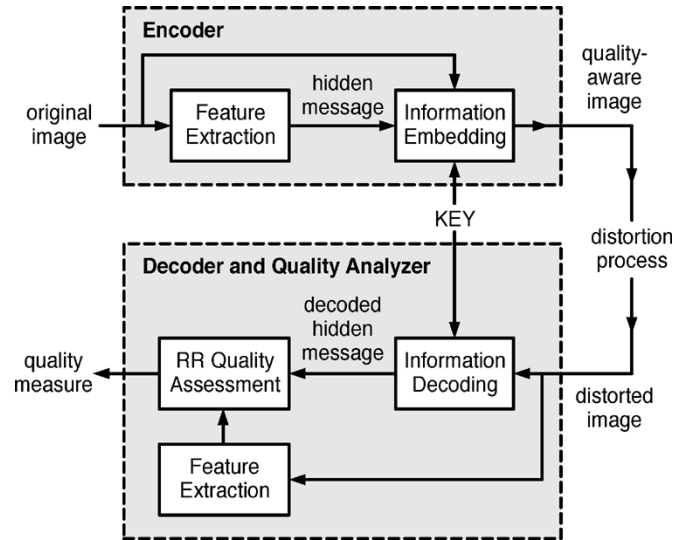 Encoder
original
image
Feature
Extraction
hidden
message
Information
Embedding
quality-
aware
image
KEY
distortion
process
Decoder and Quality Analyzer
quality
measure
RR Quality
Assessment
decoded
hidden
message
Information
Decoding
distorted
image
Feature
Extraction